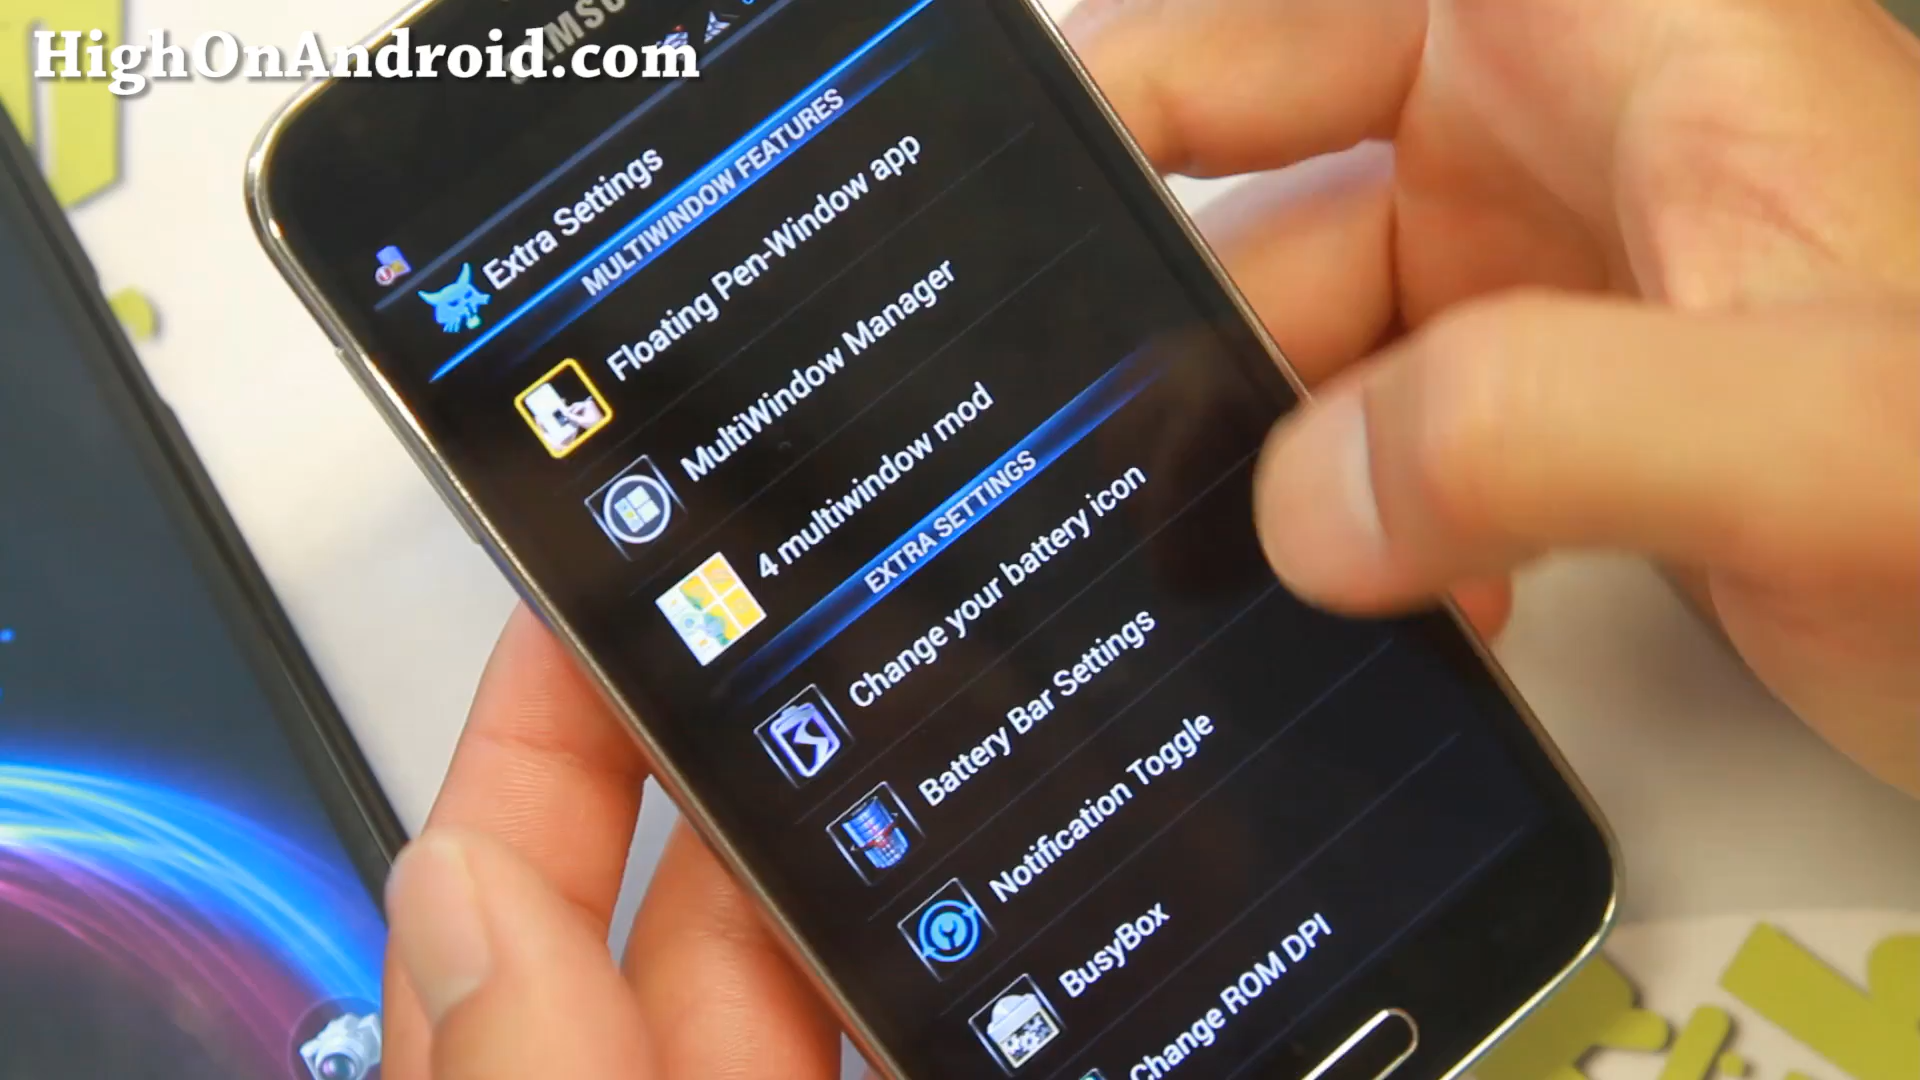 HighOnAndroid.com
SAMSU
Extra Settings
MULTIWINDOW FEATURES
Floating Pen-Window app
MultiWindow Manager
4 multiwindow mod
EXTRA SETTINGS
Change your battery icon
Battery Bar Settings
Notification Toggle
BusyBox
Change ROM DPI